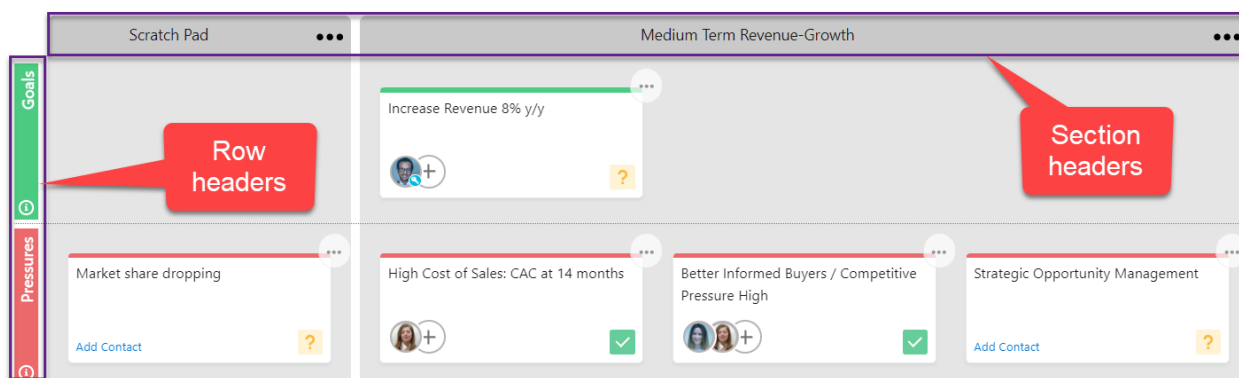 Scratch Pad
Medium Term Revenue-Growth
Goals
Increase Revenue 8% y/y
Row
headers
Section
headers
?
Pressures
Market share dropping
High Cost of Sales: CAC at 14 months
Better Informed Buyers / Competitive
Pressure High
Strategic Opportunity Management
Add Contact
?
Add Contact
?